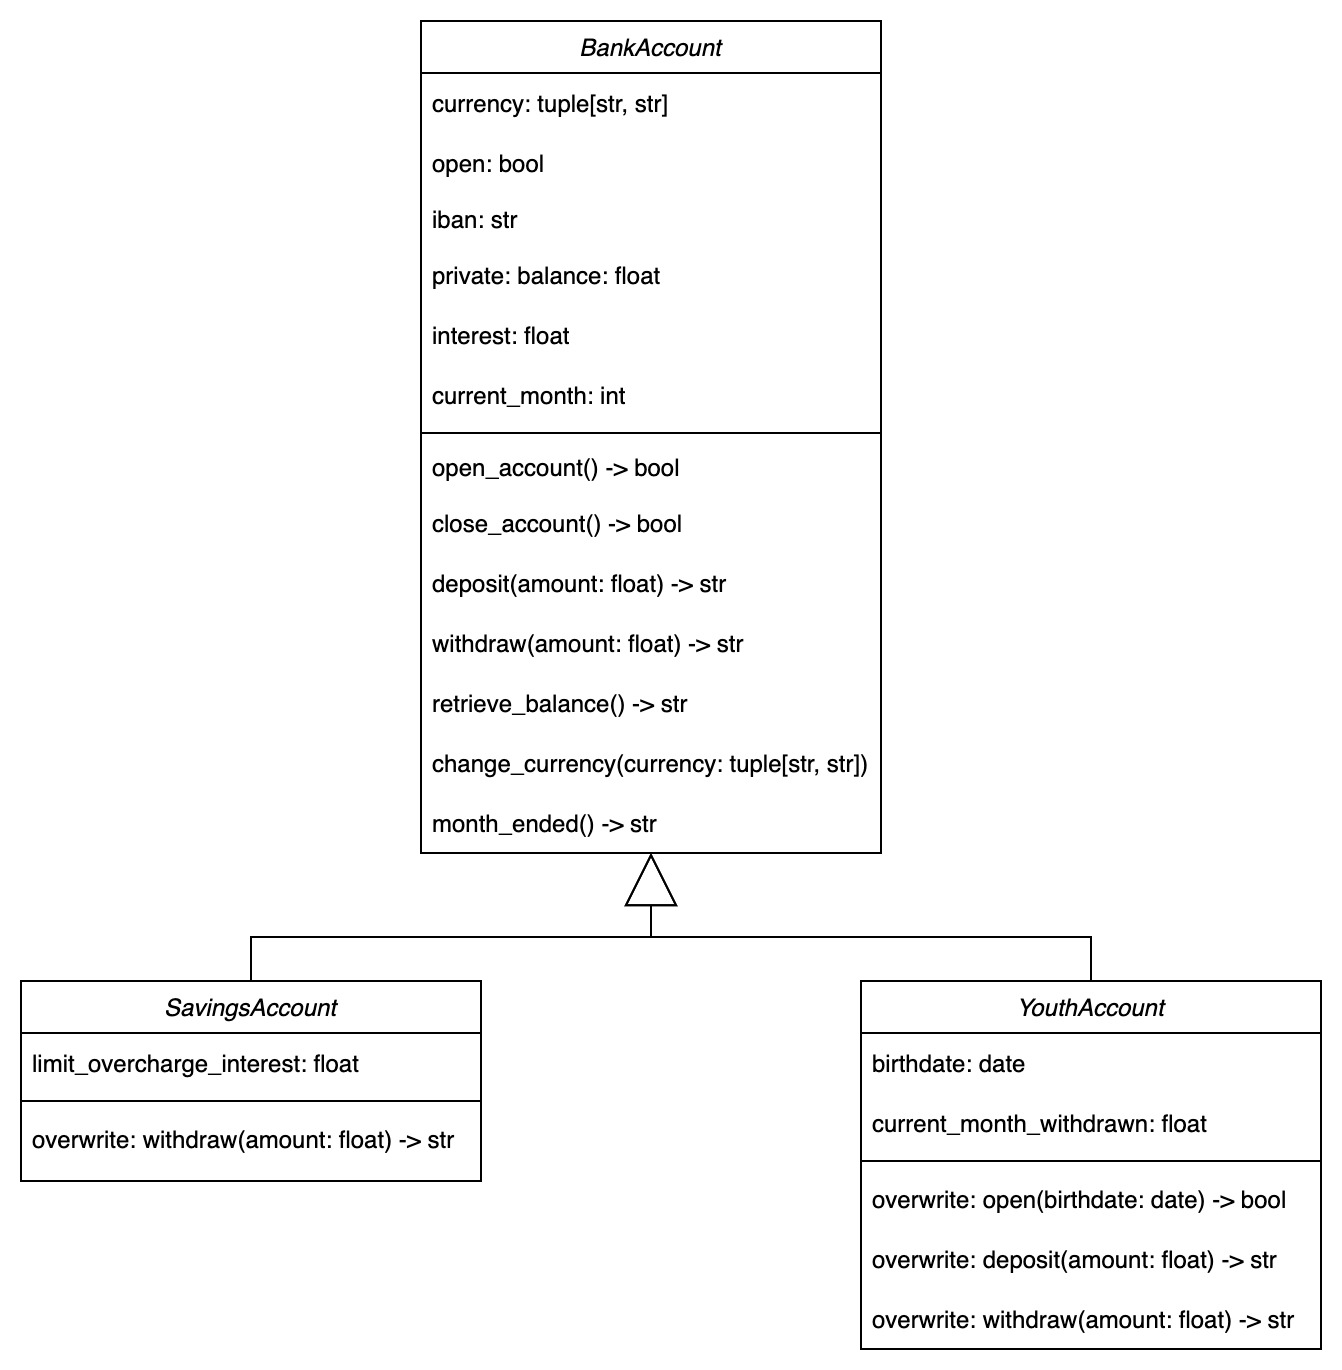 BankAccount
currency: tuple[str, str]
open: bool
iban: str
private: balance: float
interest: float
current_month: int
open_account() -> bool
close_account() -> bool
deposit(amount: float) -> str
withdraw(amount: float) -> str
retrieve_balance() -> str
change_currency(currency: tuple[str, str])
month_ended() -> str
SavingsAccount
limit_overcharge_interest: float
overwrite: withdraw(amount: float) -> str
YouthAccount
birthdate: date
current_month_withdrawn: float
overwrite: open(birthdate: date) -> bool
overwrite: deposit(amount: float) -> str
overwrite: withdraw(amount: float) -> str